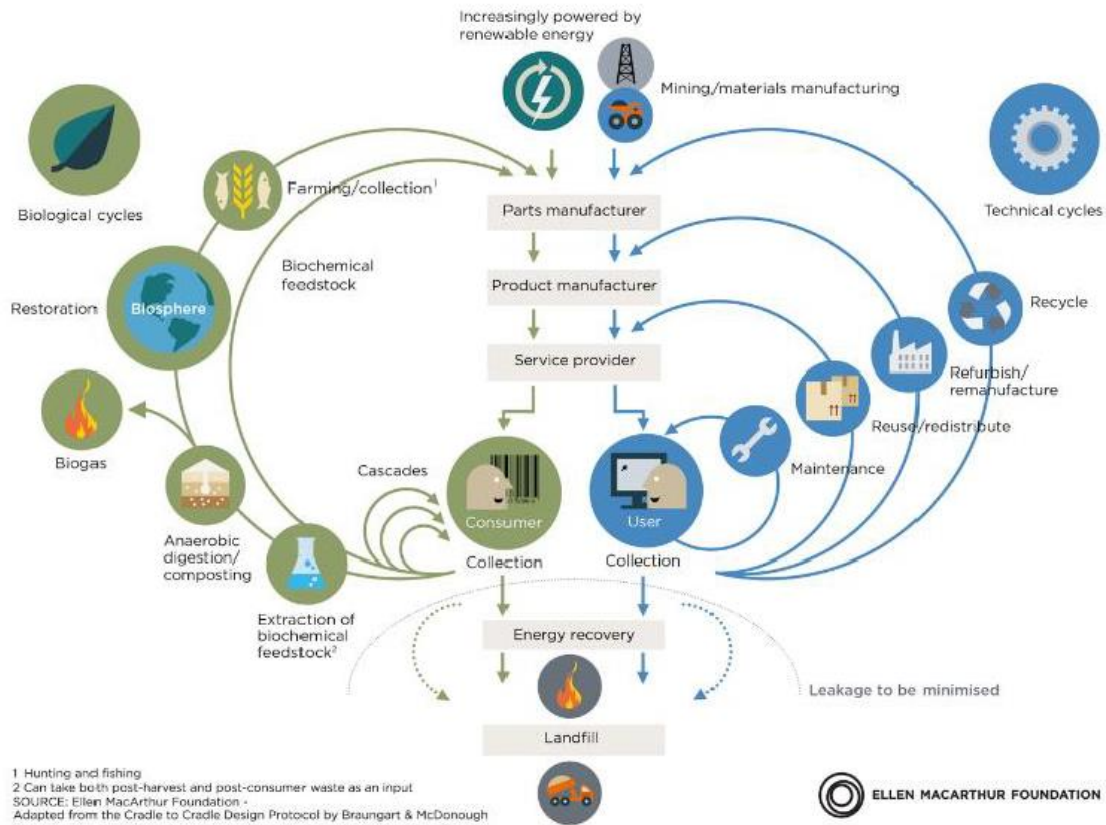 Increasingly powered by
renewable energy
Mining/materials manufacturing
Biological cycles
Farming/collection¹
Technical cycles
Parts manufacturer
Biochemical
feedstock
Product manufacturer
Restoration
Biosphere
Recycle
Service provider
Refurbish/
remanufacture
Reuse/redistribute
Biogas
Cascades
Maintenance
Consumer
User
Anaerobic
digestion/
composting
Collection
Collection
Extraction of
biochemical
feedstock²
Energy recovery
Leakage to be minimised
Landfill
1 Hunting and fishing
2 Can take both post-harvest and post-consumer waste as an input
SOURCE: Ellen MacArthur Foundation -
Adapted from the Cradle to Cradle Design Protocol by Braungart & McDonough
ELLEN MACARTHUR FOUNDATION